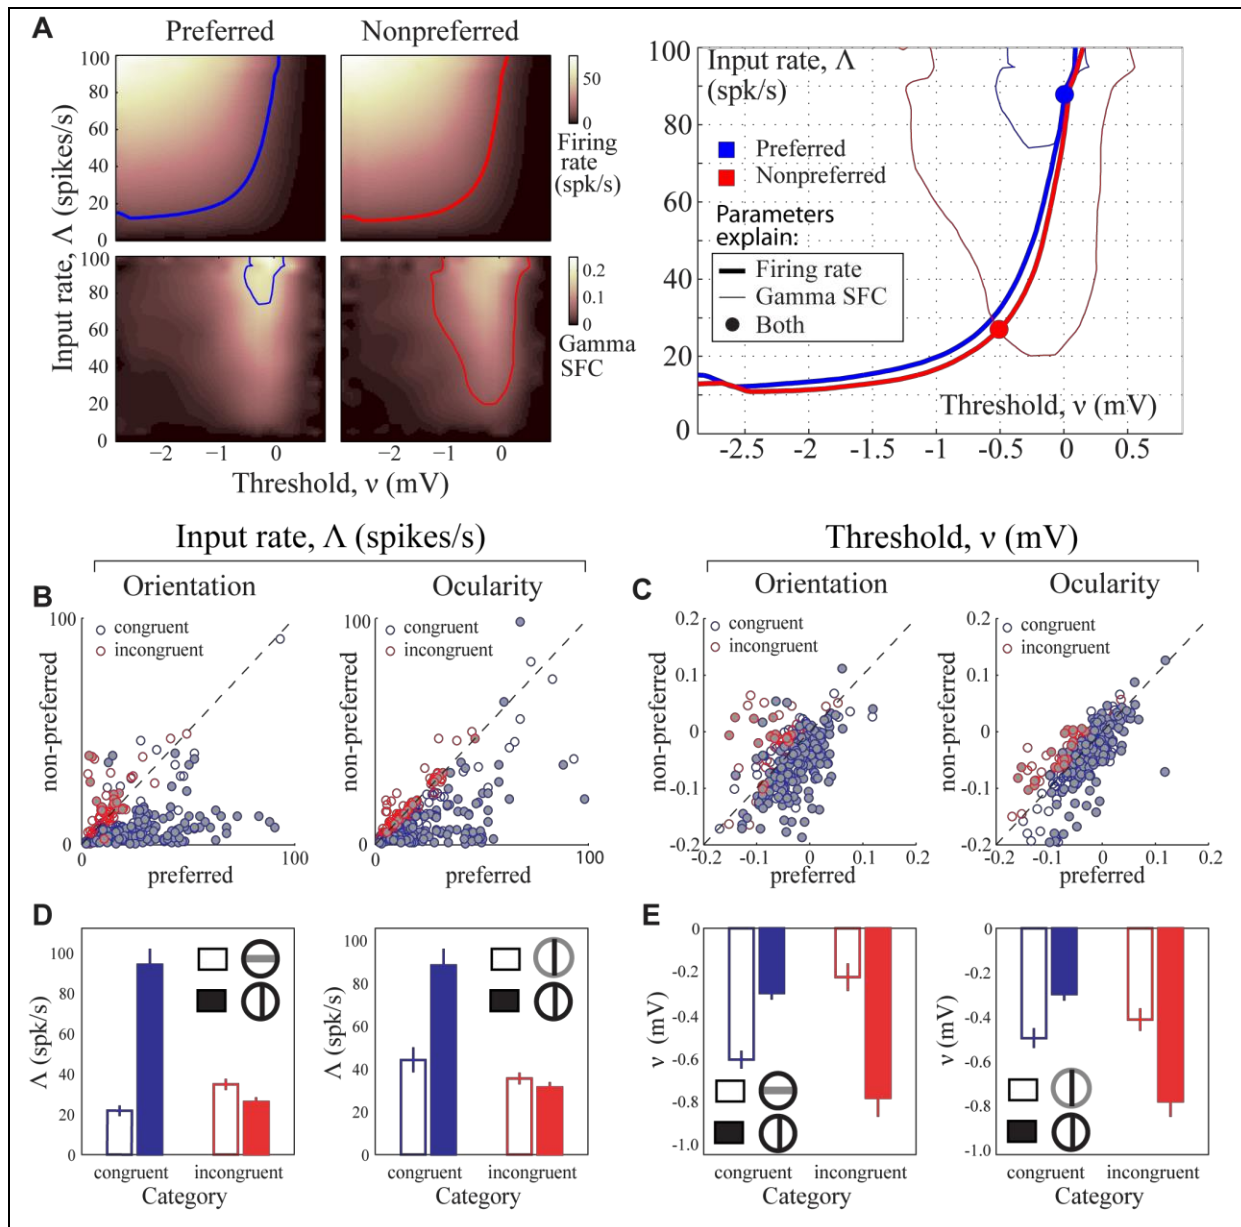 A
Preferred
Nonpreferred
Input rate, Λ (spikes/s)
100
80
60
40
20
0
50
0
Firing
rate
(spk/s)
100
80
60
40
20
0
0.2
0.1
0
Gamma
SFC
−2
−1
0
−2
−1
0
Threshold, ν (mV)
100
80
60
40
20
0
Input rate, Λ
(spk/s)
Preferred
Nonpreferred
Parameters
explain:
Firing rate
Gamma SFC
Both
Threshold, ν (mV)
-2.5
-2
-1.5
-1
-0.5
0
0.5
Input rate, Λ (spikes/s)
Threshold, ν (mV)
B
Orientation
Ocularity
100
non-preferred
0
congruent
incongruent
0
100
preferred
100
non-preferred
0
congruent
incongruent
0
100
preferred
C
Orientation
Ocularity
0.2
0.1
0
-0.1
-0.2
non-preferred
congruent
incongruent
-0.2
-0.1
0
0.1
0.2
preferred
0.2
0.1
0
-0.1
-0.2
non-preferred
congruent
incongruent
-0.2
-0.1
0
0.1
0.2
preferred
D
Λ (spk/s)
100
80
60
40
20
0
congruent
incongruent
Category
Λ (spk/s)
100
80
60
40
20
0
congruent
incongruent
Category
E
ν (mV)
0
-0.2
-0.4
-0.6
-0.8
-1.0
congruent
incongruent
Category
ν (mV)
0
-0.2
-0.4
-0.6
-0.8
-1.0
congruent
incongruent
Category